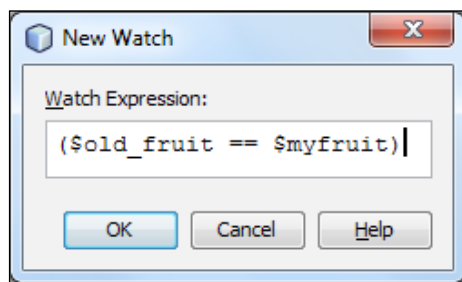 New Watch
Watch Expression:
($old_fruit == $myfruit)
OK Cancel Help